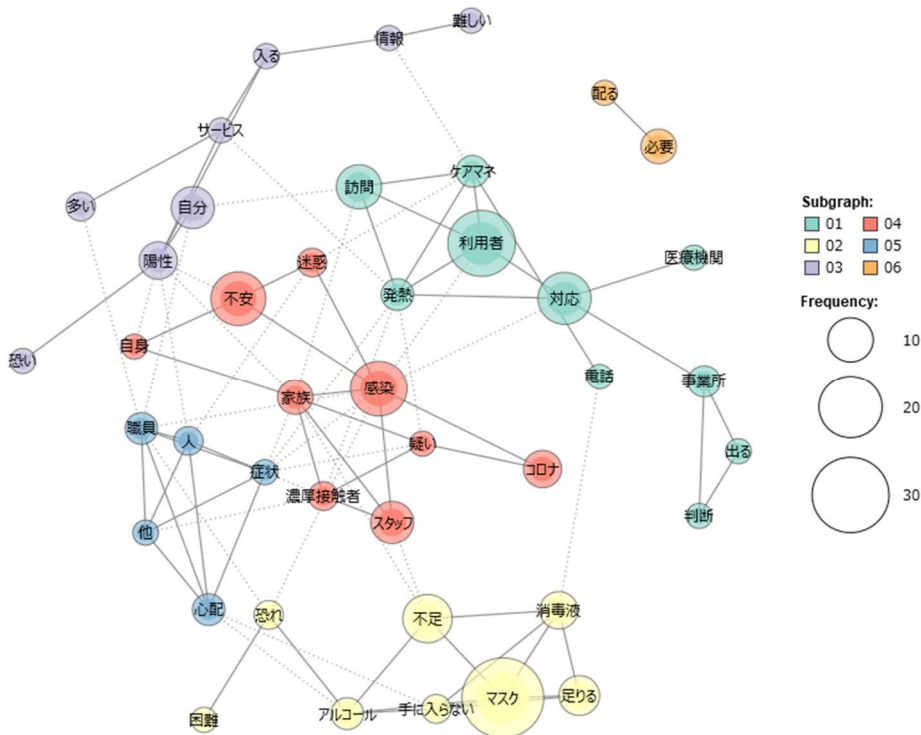 難しい
情報
入る
配る
サービス
必要
ケアマネ
訪問
多い
自分
利用者
医療機関
陽性
迷惑
発熱
不安
対応
自身
恐い
電話
事業所
感染
家族
職員
人
疑い
出る
症状
コロナ
濃厚接触者
判断
スタッフ
他
心配
恐れ
不足
消毒液
マスク
足りる
手に入らない
アルコール
困難
Subgraph:
01 04
02 05
03 06
Frequency:
10
20
30